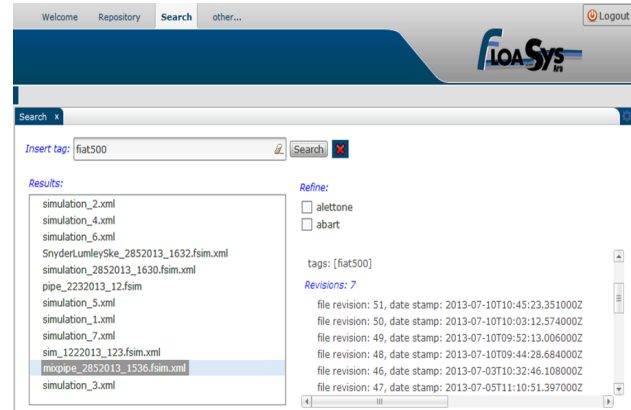 Welcome Repository Search other... Logout
FLOASys
Search x
Insert tag: fiat500 Search
Results:
simulation_2.xml
simulation_4.xml
simulation_6.xml
SnyderLumleySke_2852013_1632.fsim.xml
simulation_2852013_1630.fsim.xml
pipe_2232013_12.fsim
simulation_5.xml
simulation_1.xml
simulation_7.xml
sim_1222013_123.fsim.xml
mixpipe_2852013_1536.fsim.xml
simulation_3.xml
Refine:
alettone
abart
tags: [fiat500]
Revisions: 7
file revision: 51, date stamp: 2013-07-10T10:45:23.351000Z
file revision: 50, date stamp: 2013-07-10T10:03:12.574000Z
file revision: 49, date stamp: 2013-07-10T09:52:13.006000Z
file revision: 48, date stamp: 2013-07-10T09:44:28.684000Z
file revision: 46, date stamp: 2013-07-03T10:32:46.108000Z
file revision: 47, date stamp: 2013-07-05T11:10:51.397000Z